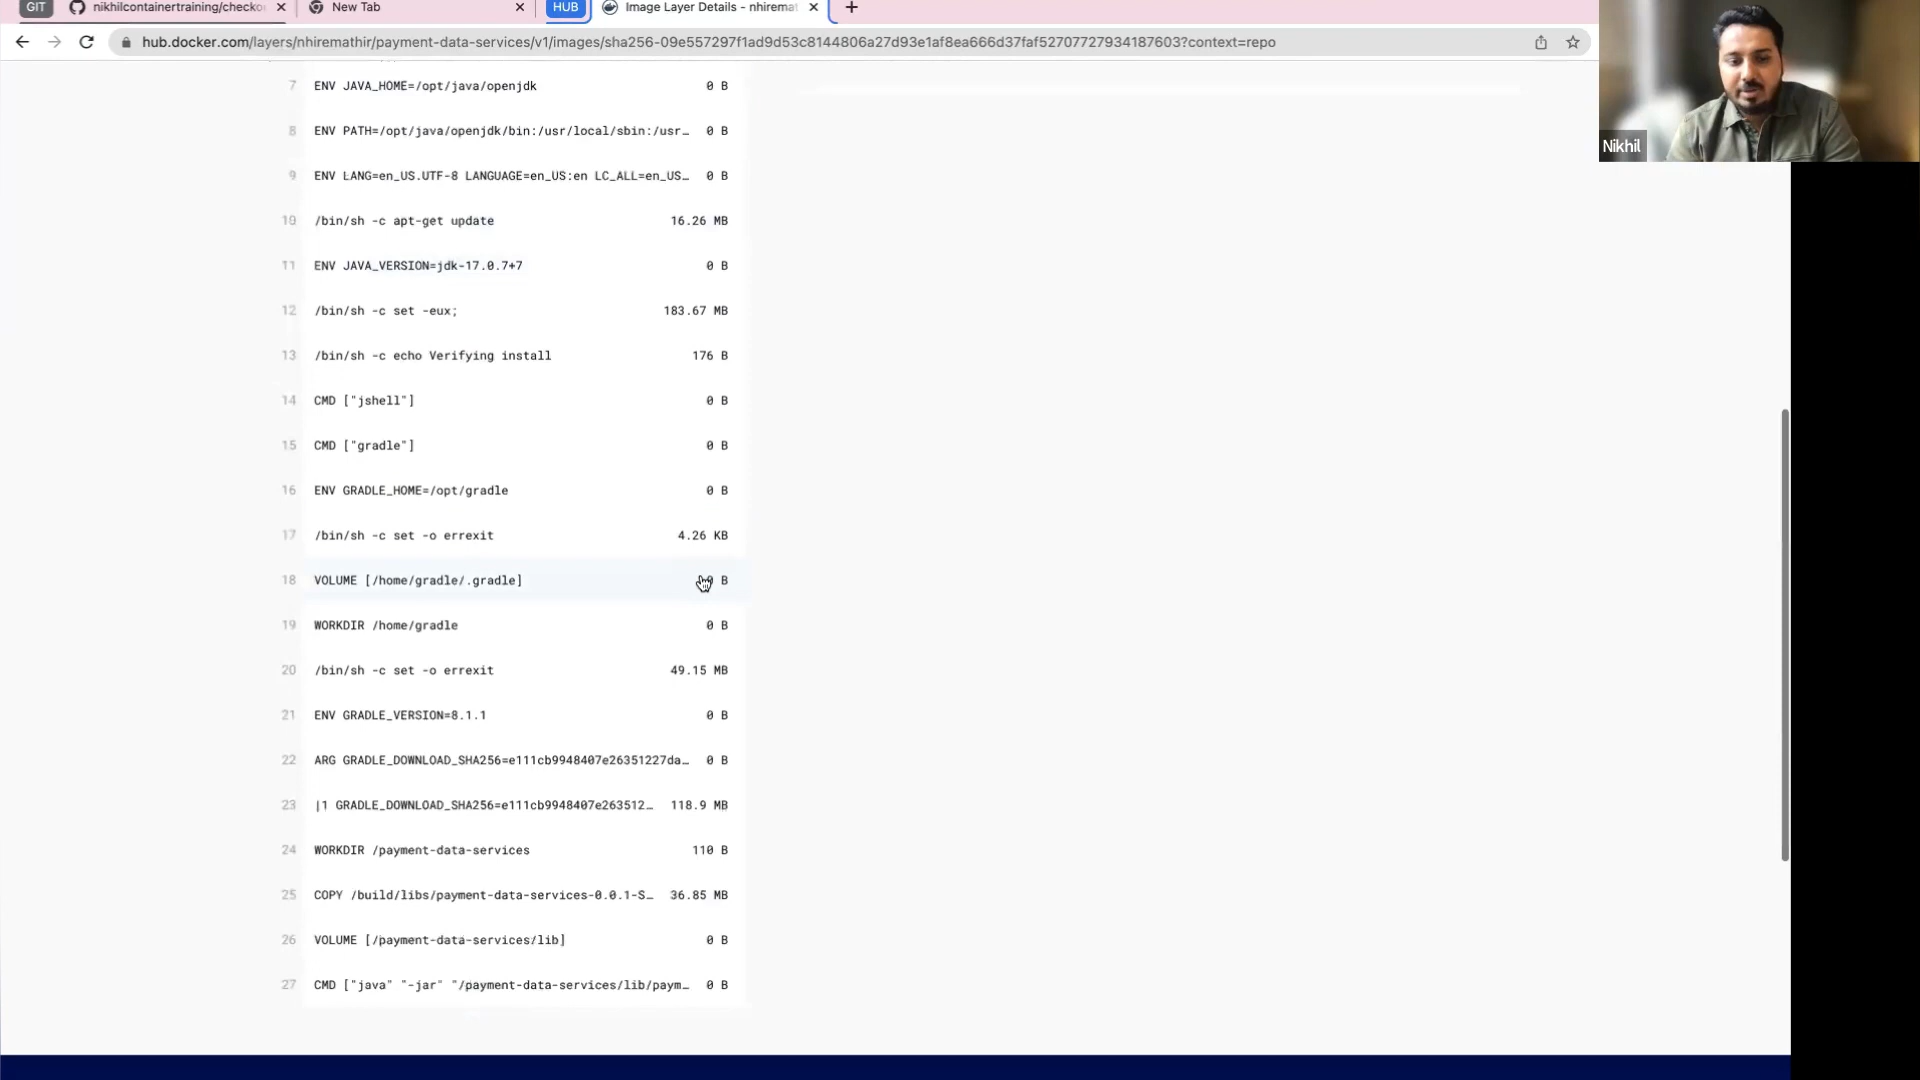 GIT
nikhilcontainertraining/checko
New Tab
HUB
Image Layer Details - nhiremat
hub.docker.com/layers/nhiremathir/payment-data-services/v1/images/sha256-09e557297f1ad9d53c8144806a27d93e1af8ea666d37faf52707727934187603?context=repo
Nikhil
7 ENV JAVA_HOME=/opt/java/openjdk 0 B
8 ENV PATH=/opt/java/openjdk/bin:/usr/local/sbin:/usr… 0 B
9 ENV LANG=en_US.UTF-8 LANGUAGE=en_US:en LC_ALL=en_US… 0 B
10 /bin/sh -c apt-get update 16.26 MB
11 ENV JAVA_VERSION=jdk-17.0.7+7 0 B
12 /bin/sh -c set -eux; 183.67 MB
13 /bin/sh -c echo Verifying install 176 B
14 CMD ["jshell"] 0 B
15 CMD ["gradle"] 0 B
16 ENV GRADLE_HOME=/opt/gradle 0 B
17 /bin/sh -c set -o errexit 4.26 KB
18 VOLUME [/home/gradle/.gradle] B
19 WORKDIR /home/gradle 0 B
20 /bin/sh -c set -o errexit 49.15 MB
21 ENV GRADLE_VERSION=8.1.1 0 B
22 ARG GRADLE_DOWNLOAD_SHA256=e111cb9948407e26351227da… 0 B
23 |1 GRADLE_DOWNLOAD_SHA256=e111cb9948407e263512… 118.9 MB
24 WORKDIR /payment-data-services 110 B
25 COPY /build/libs/payment-data-services-0.0.1-S… 36.85 MB
26 VOLUME [/payment-data-services/lib] 0 B
27 CMD ["java" "-jar" "/payment-data-services/lib/paym… 0 B